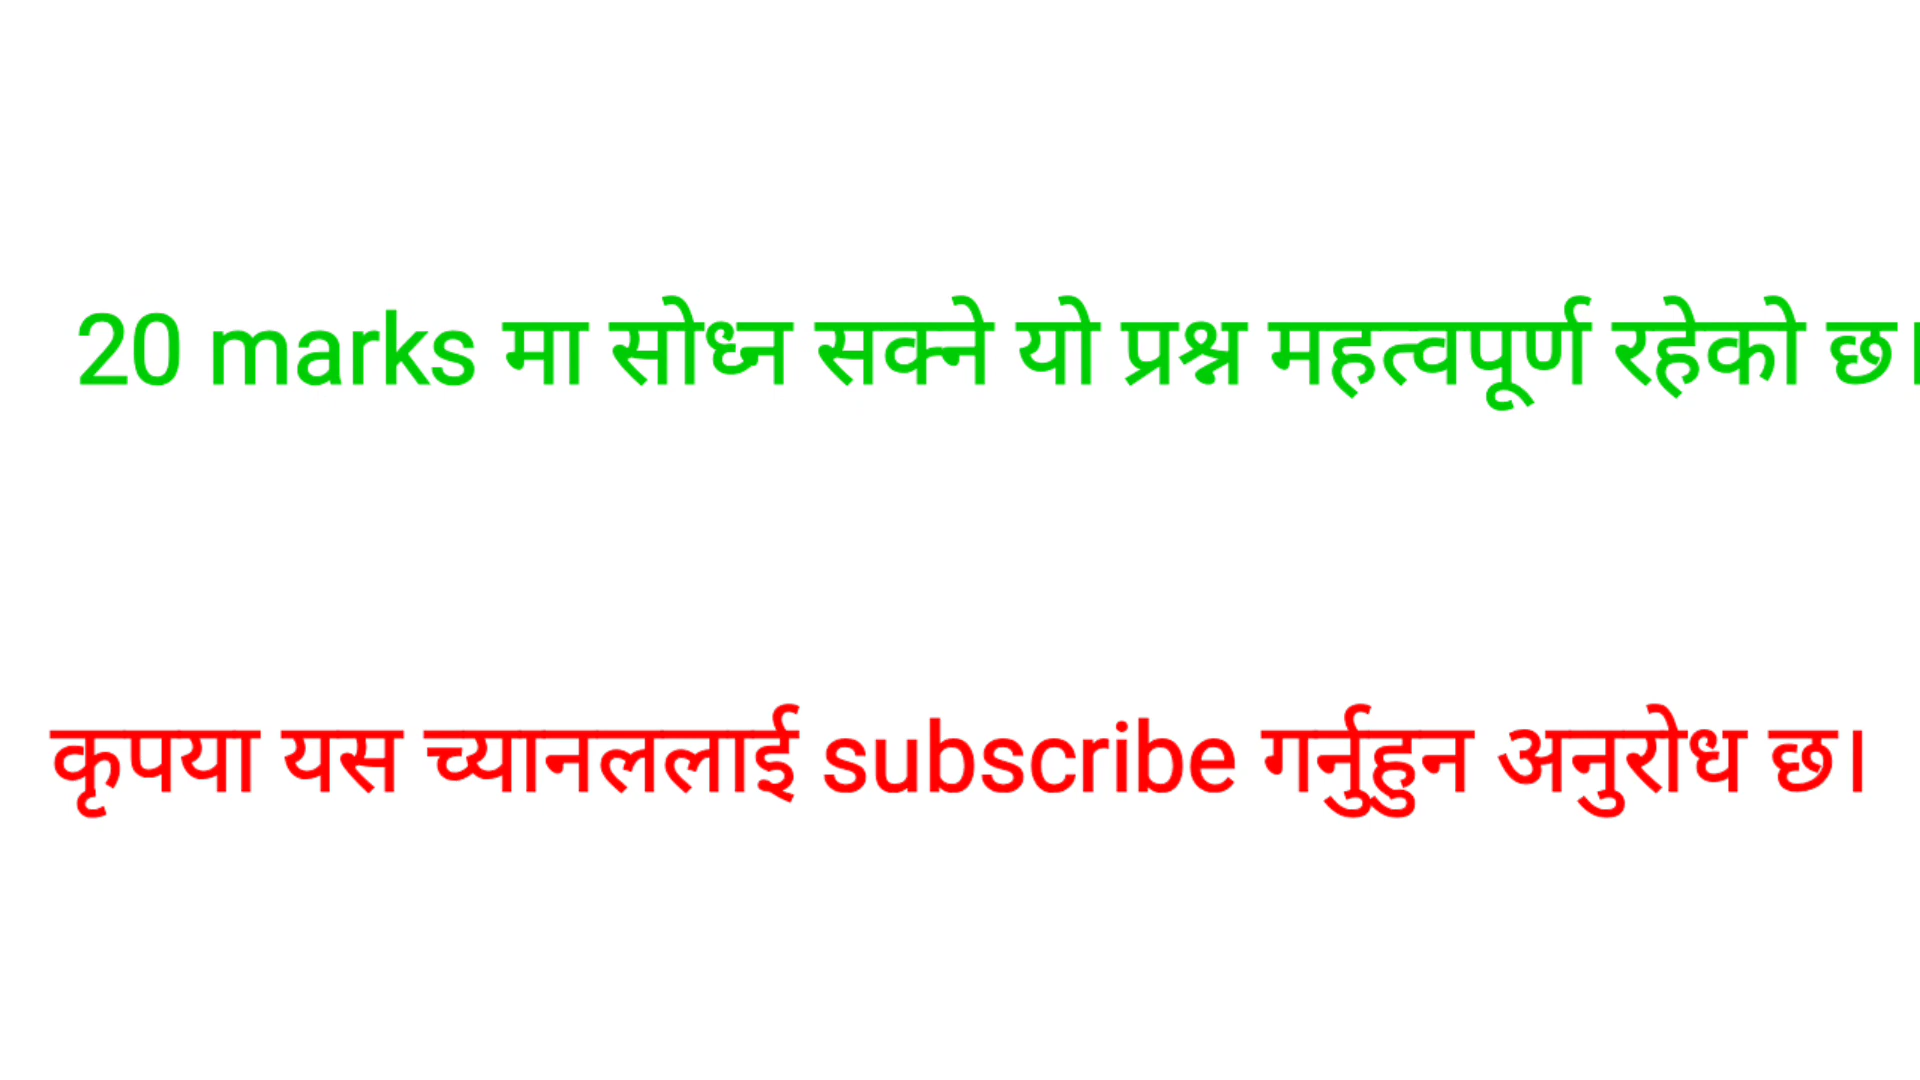 20 marks मा सोध्न सक्ने यो प्रश्न महत्वपूर्ण रहेको छ।
कृपया यस च्यानललाई subscribe गर्नुहुन अनुरोध छ।